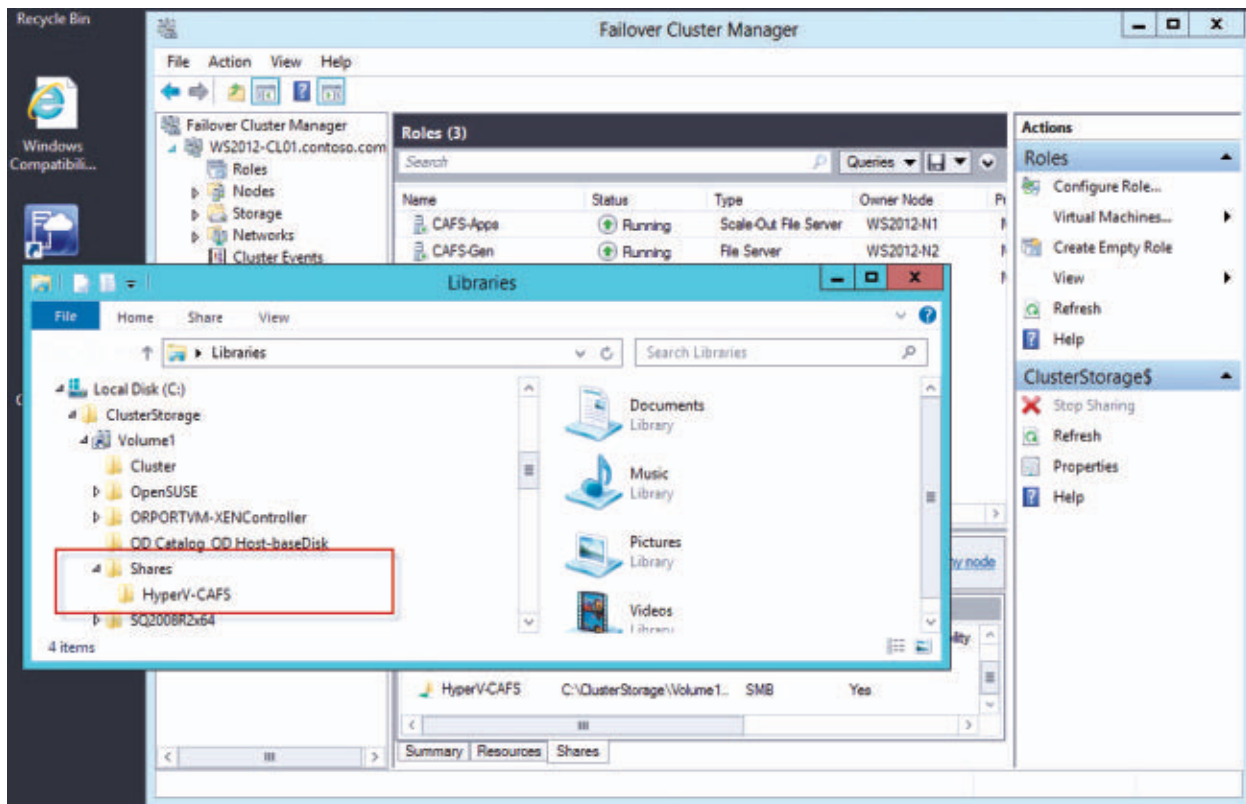 Recycle Bin
Failover Cluster Manager
File Action View Help
Windows
Compatibili...
Failover Cluster Manager
WS2012-CL01.contoso.com
Roles
Nodes
Storage
Networks
Cluster Events
Roles (3)
Search
Queries
Name Status Type Owner Node
CAFS-Apps Running Scale-Out File Server WS2012-N1
CAFS-Gen Running File Server WS2012-N2
Actions
Roles
Configure Role...
Virtual Machines...
Create Empty Role
View
Refresh
Help
ClusterStorage$
Stop Sharing
Refresh
Properties
Help
Libraries
File Home Share View
Libraries
Search Libraries
Local Disk (C:)
ClusterStorage
Volume1
Cluster
OpenSUSE
ORPORTVM-XENController
OD Catalog_OD Host-baseDisk
Shares
HyperV-CAFS
SQ2008R2x64
Documents
Library
Music
Library
Pictures
Library
Videos
Library
4 items
node
HyperV-CAFS C:\ClusterStorage\Volume1... SMB Yes
Summary Resources Shares